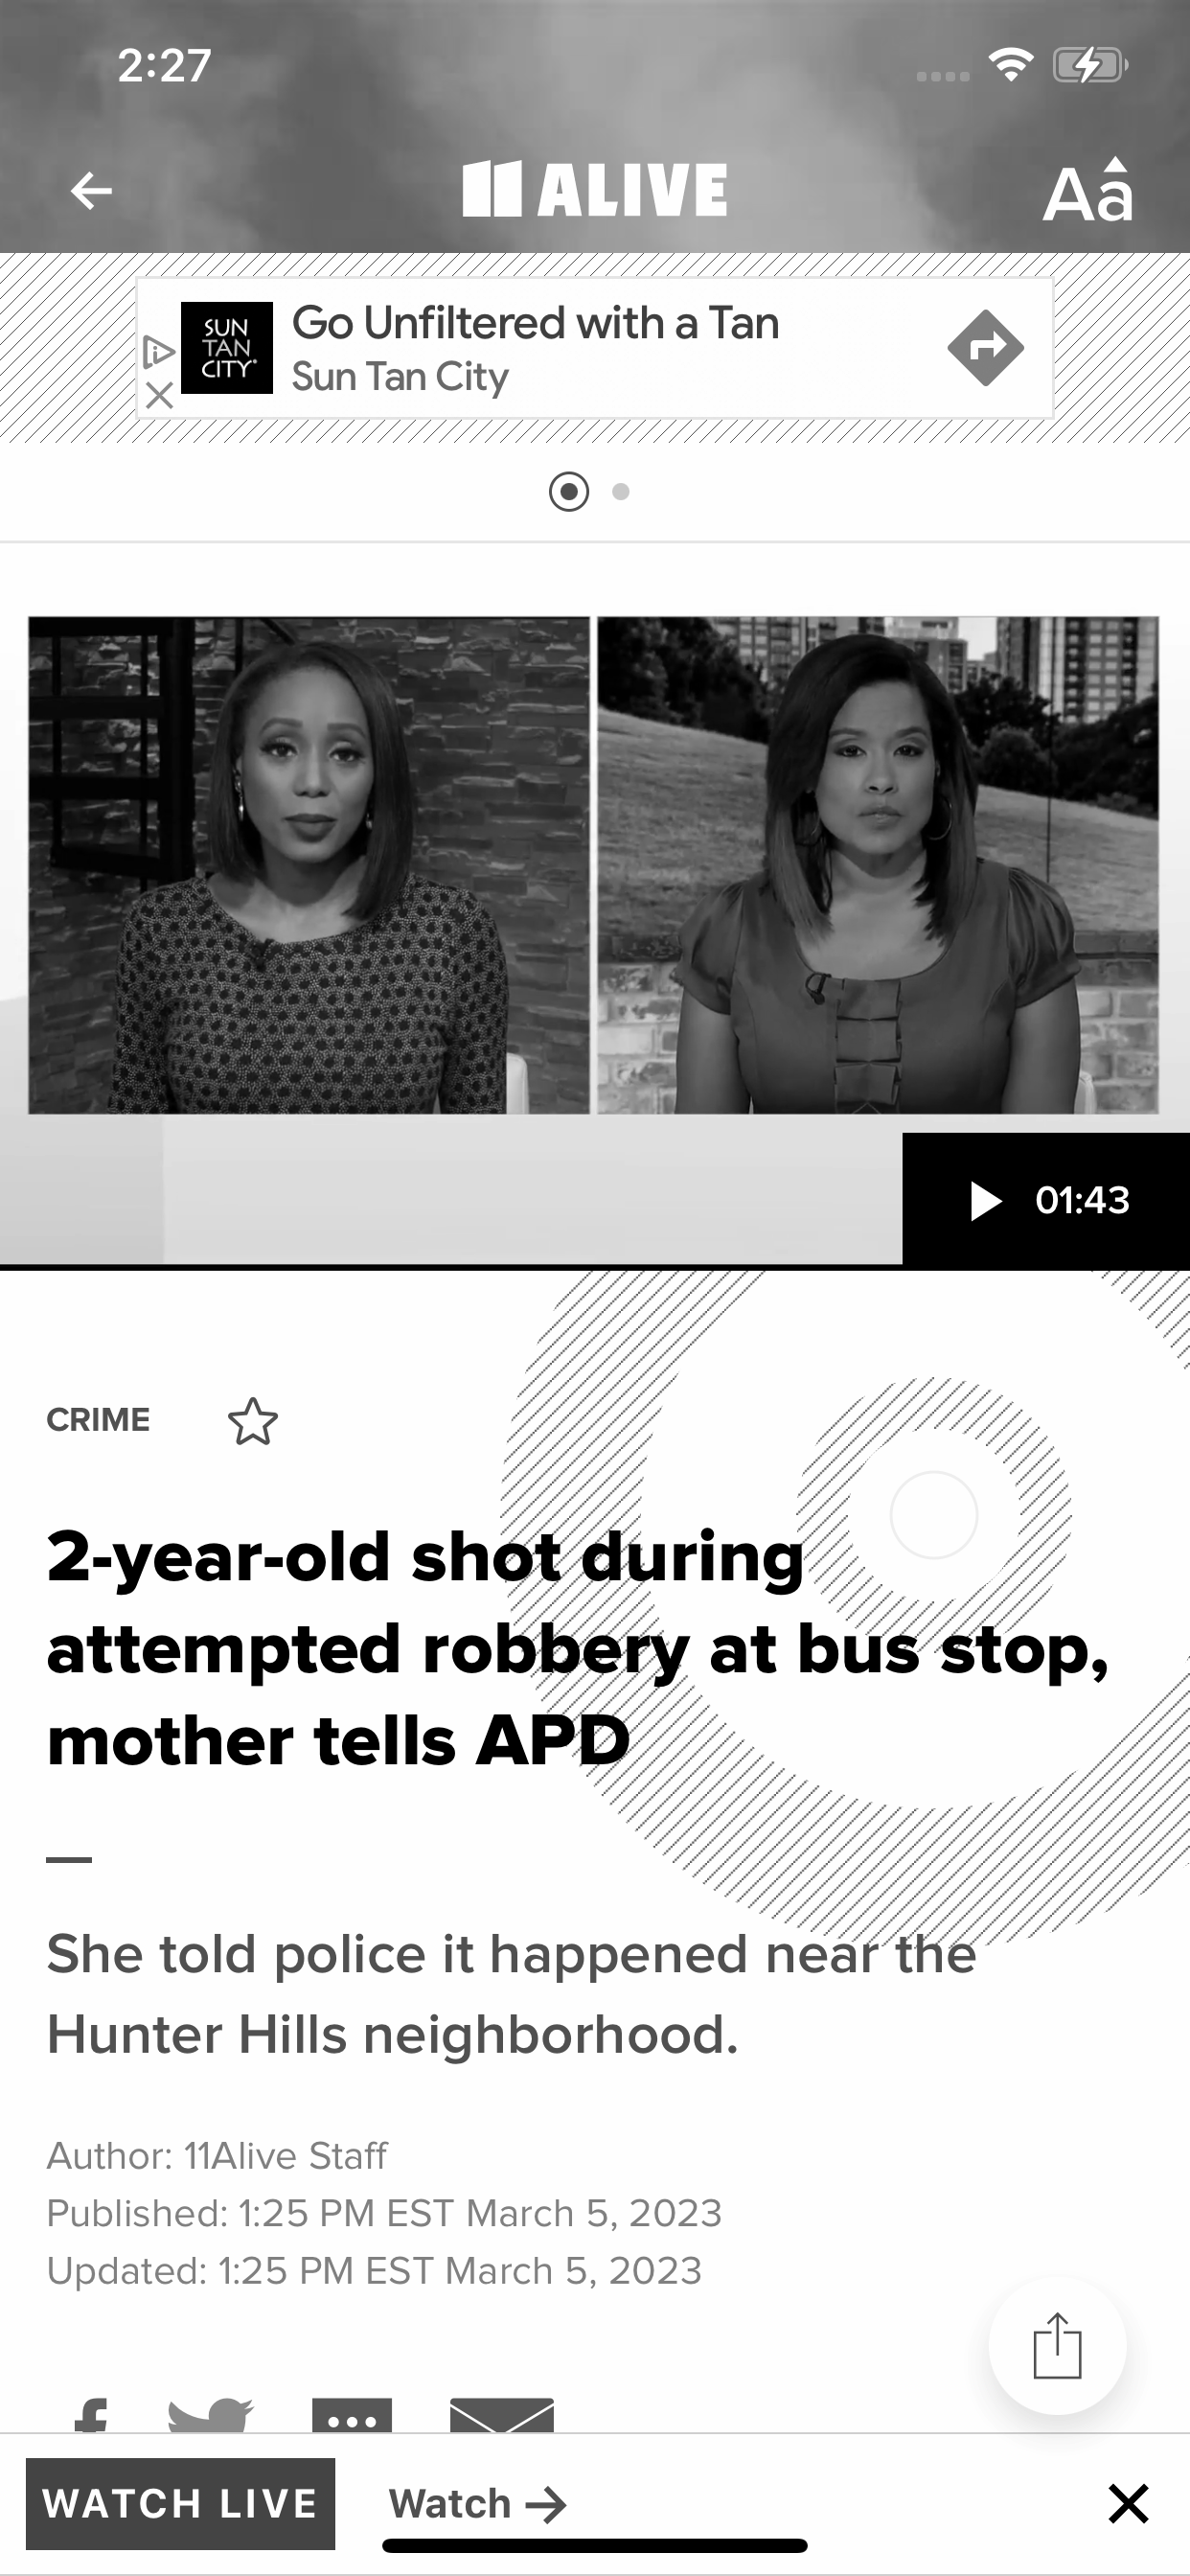 2:27
11 ALIVE
Aa
SUN
TAN
CITY
Go Unfiltered with a Tan
Sun Tan City
01:43
CRIME
2-year-old shot during
attempted robbery at bus stop,
mother tells APD
She told police it happened near the
Hunter Hills neighborhood.
Author: 11Alive Staff
Published: 1:25 PM EST March 5, 2023
Updated: 1:25 PM EST March 5, 2023
WATCH LIVE
Watch →